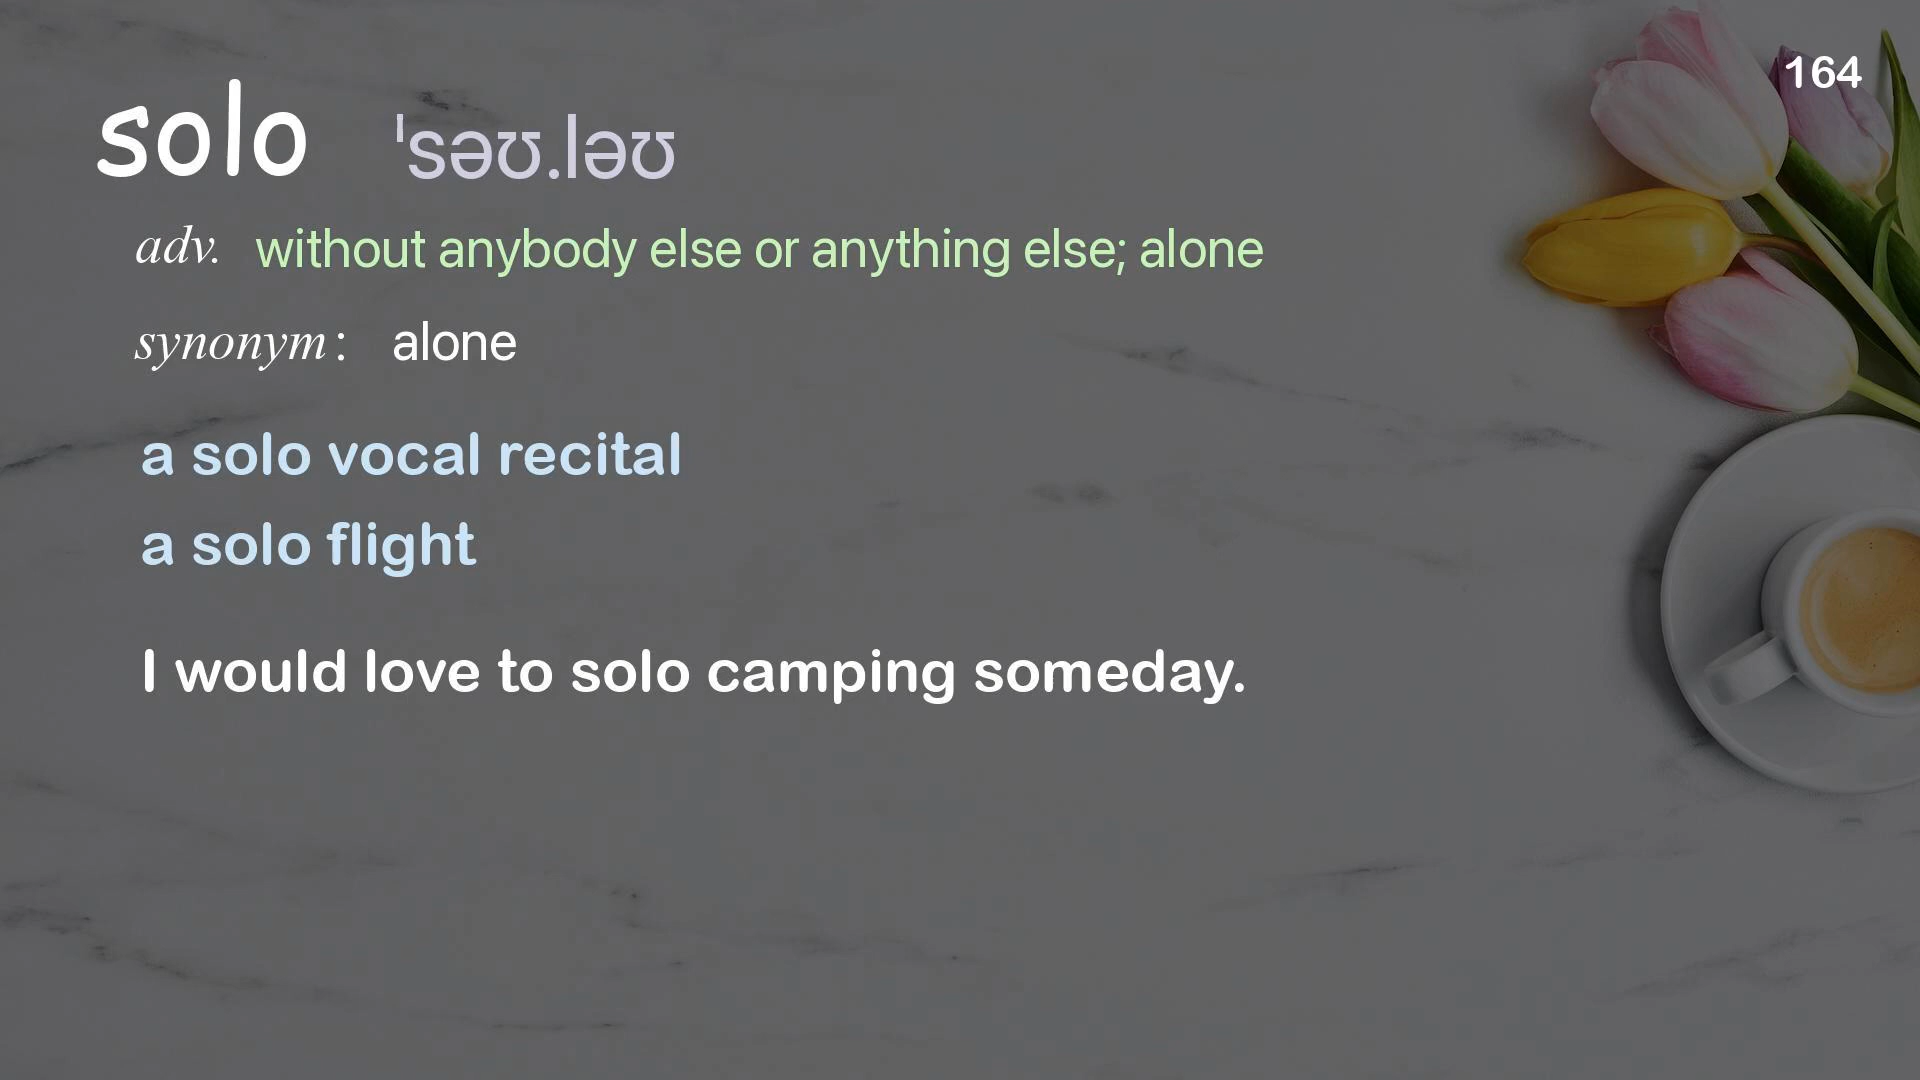 164
solo ˈsəʊ.ləʊ
adv. without anybody else or anything else; alone
synonym: alone
a solo vocal recital
a solo flight
I would love to solo camping someday.